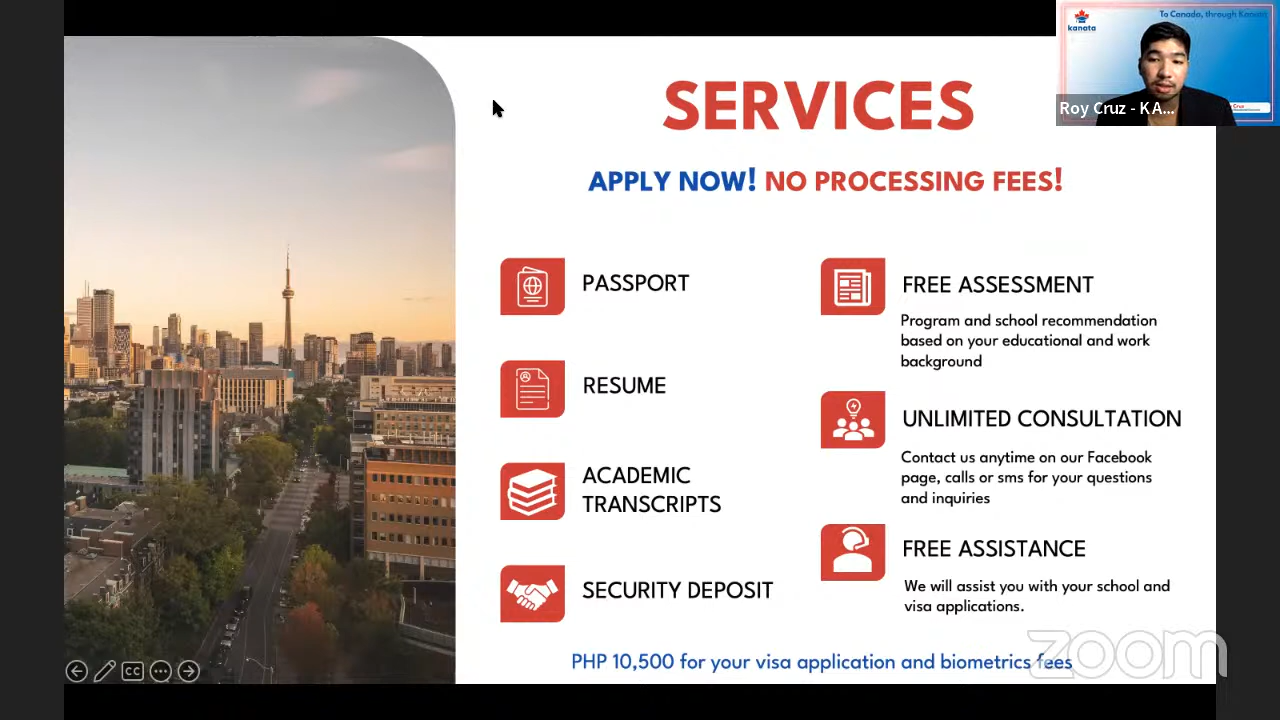 To Canada, through Kanata
kanata
Roy Cruz - KA...
SERVICES
APPLY NOW! NO PROCESSING FEES!
PASSPORT
RESUME
ACADEMIC
TRANSCRIPTS
SECURITY DEPOSIT
FREE ASSESSMENT
Program and school recommendation
based on your educational and work
background
UNLIMITED CONSULTATION
Contact us anytime on our Facebook
page, calls or sms for your questions
and inquiries
FREE ASSISTANCE
We will assist you with your school and
visa applications.
PHP 10,500 for your visa application and biometrics fees
CC
zoom